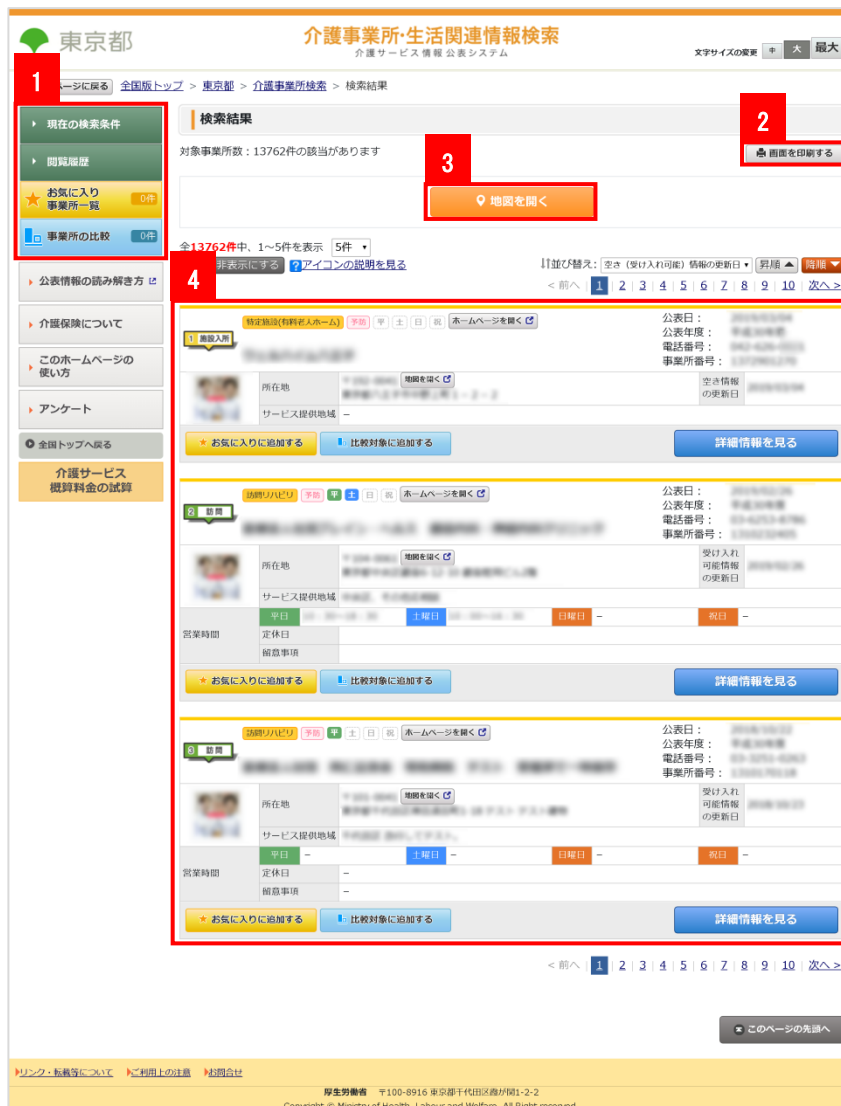 東京都
介護事業所・生活関連情報検索
介護サービス情報公表システム
文字サイズの変更 中 大 最大
1
ページに戻る 全国版トップ > 東京都 > 介護事業所検索 > 検索結果
現在の検索条件
閲覧履歴
お気に入り
事業所一覧 0件
事業所の比較 0件
公表情報の読み解き方
介護保険について
このホームページの
使い方
アンケート
全国トップへ戻る
介護サービス
概算料金の試算
検索結果
2
対象事業所数：13762件の該当があります
画面を印刷する
3
地図を開く
全13762件中、1～5件を表示 5件
4
非表示にする ?アイコンの説明を見る
並び替え： 空き（受け入れ可能）情報の更新日 昇順 降順
< 前へ | 1 | 2 | 3 | 4 | 5 | 6 | 7 | 8 | 9 | 10 | 次へ >
特定施設(有料老人ホーム) 予防 平 土 日 祝 ホームページを開く
1 施設入所
公表日：
公表年度：
電話番号：
事業所番号：
所在地 地図を開く
空き情報
の更新日
サービス提供地域 －
お気に入りに追加する 比較対象に追加する 詳細情報を見る
訪問リハビリ 予防 平 土 日 祝 ホームページを開く
2 訪問
公表日：
公表年度：
電話番号：
事業所番号：
所在地 地図を開く
受け入れ
可能情報
の更新日
サービス提供地域
営業時間 平日 土曜日 日曜日 － 祝日 －
定休日
留意事項
お気に入りに追加する 比較対象に追加する 詳細情報を見る
訪問リハビリ 予防 平 土 日 祝 ホームページを開く
3 訪問
公表日：
公表年度：
電話番号：
事業所番号：
所在地 地図を開く
受け入れ
可能情報
の更新日
サービス提供地域
営業時間 平日 － 土曜日 － 日曜日 － 祝日 －
定休日 －
留意事項 －
お気に入りに追加する 比較対象に追加する 詳細情報を見る
< 前へ | 1 | 2 | 3 | 4 | 5 | 6 | 7 | 8 | 9 | 10 | 次へ >
このページの先頭へ
リンク・転載等について ご利用上の注意 お問合せ
厚生労働省 〒100-8916 東京都千代田区霞が関1-2-2
Copyright © Ministry of Health, Labour and Welfare, All Right reserved.